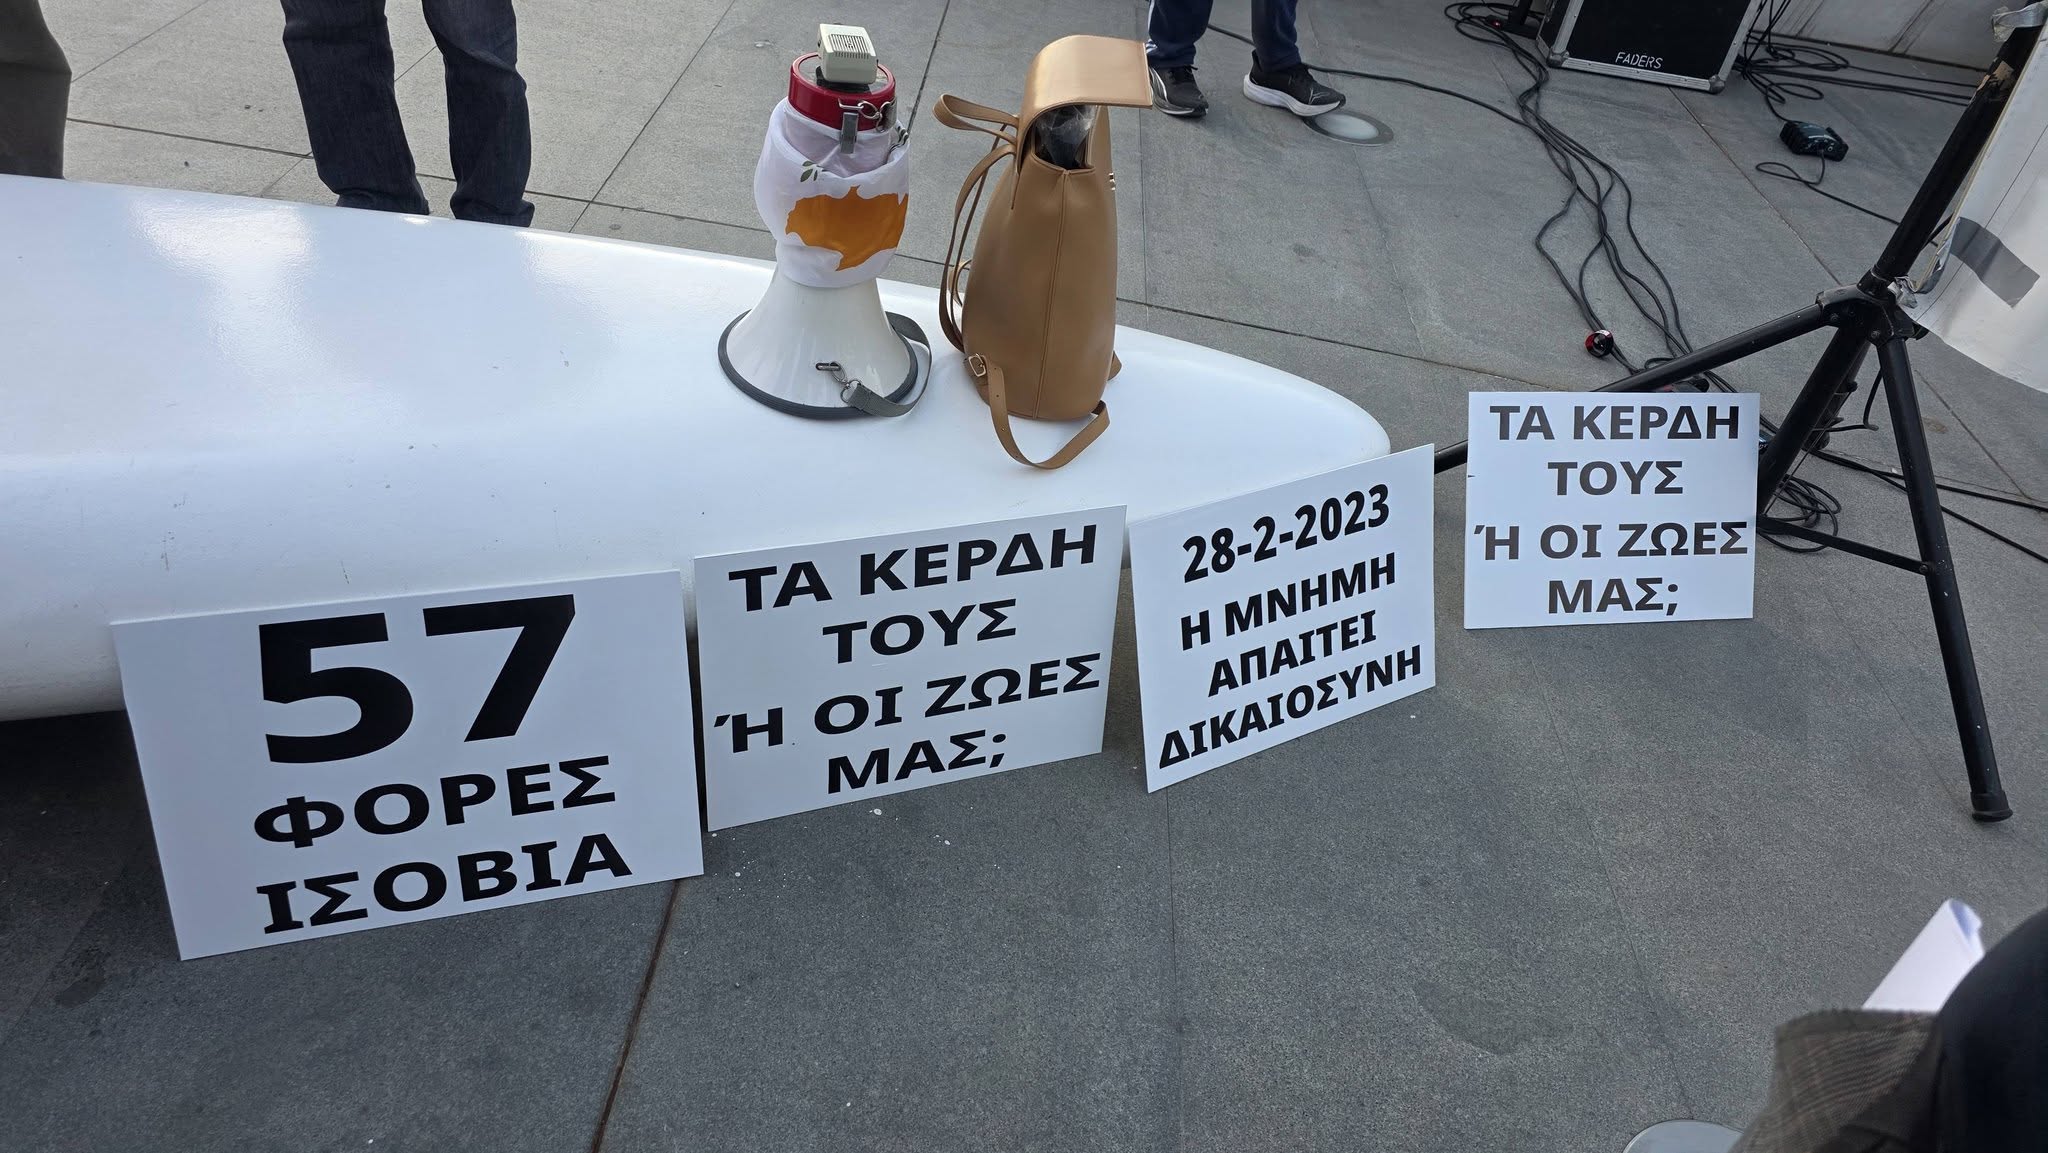 FADERS
57
ΦΟΡΕΣ
ΙΣΟΒΙΑ
ΤΑ ΚΕΡΔΗ
ΤΟΥΣ
Ή ΟΙ ΖΩΕΣ
ΜΑΣ;
28-2-2023
Η ΜΝΗΜΗ
ΑΠΑΙΤΕΙ
ΔΙΚΑΙΟΣΥΝΗ
ΤΑ ΚΕΡΔΗ
ΤΟΥΣ
Ή ΟΙ ΖΩΕΣ
ΜΑΣ;